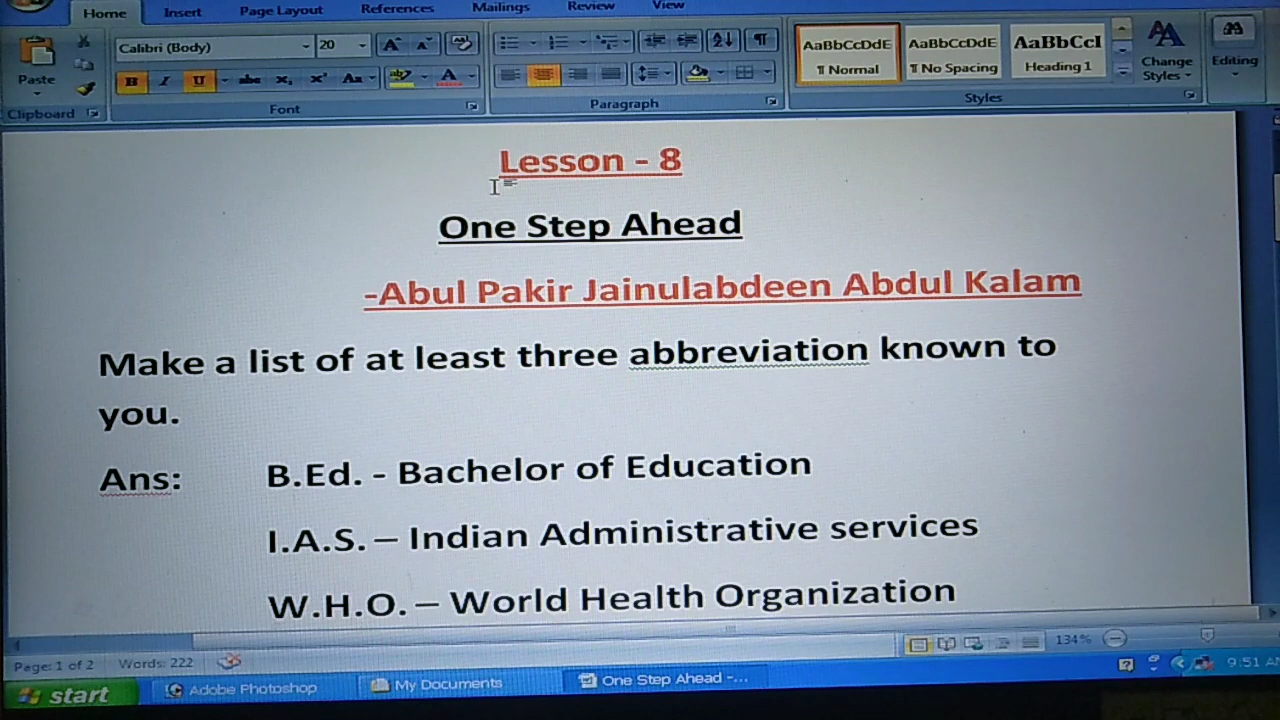 Home Insert Page Layout References Mailings Review View
Calibri (Body) 20 AaBbCcDdE AaBbCcDdE AaBbCcI
Paste B I U abc Aa A ¶ Normal ¶ No Spacing Heading 1 Change Styles Editing
Clipboard Font Paragraph Styles
Lesson - 8
One Step Ahead
-Abul Pakir Jainulabdeen Abdul Kalam
Make a list of at least three abbreviation known to
you.
Ans: B.Ed. - Bachelor of Education
I.A.S. – Indian Administrative services
W.H.O. – World Health Organization
Page: 1 of 2 Words: 222 134%
start Adobe Photoshop My Documents One Step Ahead -... 9:51